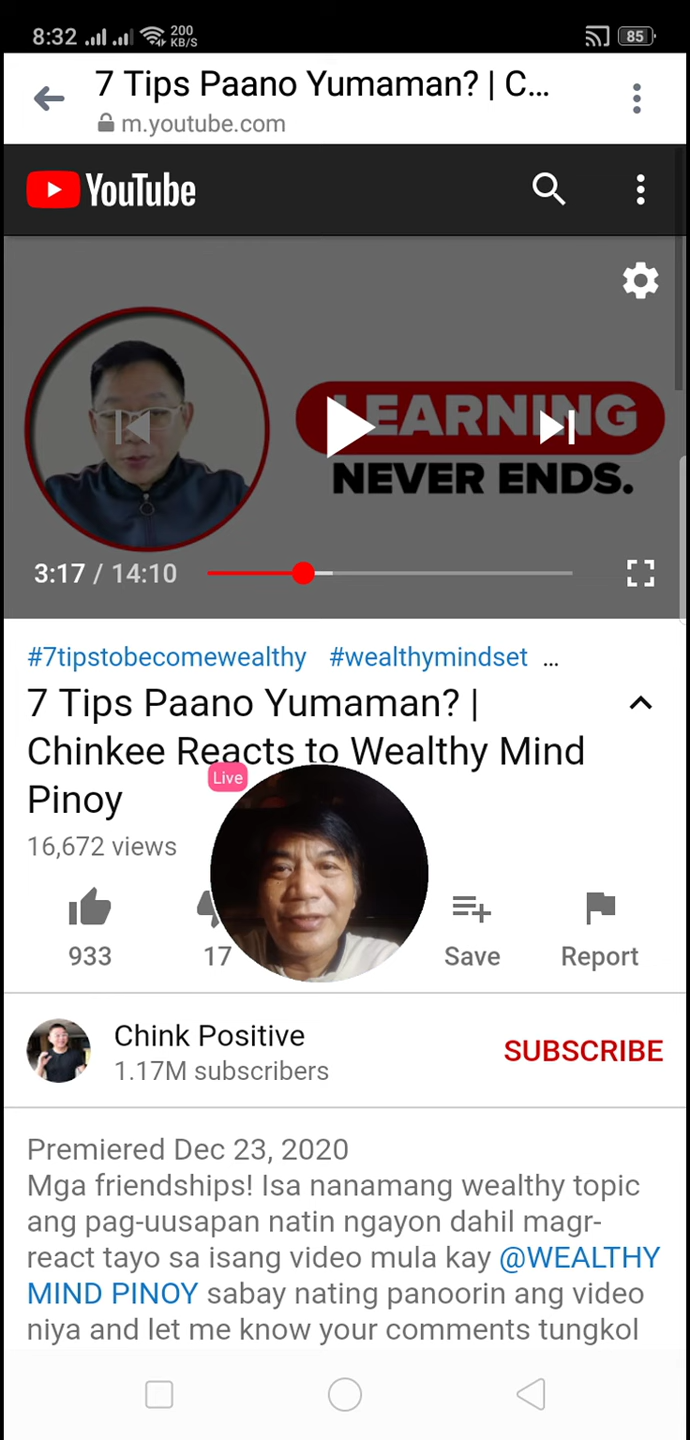 8:32 200 KB/S 85
7 Tips Paano Yumaman? | C...
m.youtube.com
YouTube
LEARNING
NEVER ENDS.
3:17 / 14:10
#7tipstobecomewealthy #wealthymindset ...
7 Tips Paano Yumaman? |
Chinkee Reacts to Wealthy Mind
Pinoy
Live
16,672 views
933 17 Save Report
Chink Positive
1.17M subscribers
SUBSCRIBE
Premiered Dec 23, 2020
Mga friendships! Isa nanamang wealthy topic
ang pag-uusapan natin ngayon dahil magr-
react tayo sa isang video mula kay @WEALTHY
MIND PINOY sabay nating panoorin ang video
niya and let me know your comments tungkol